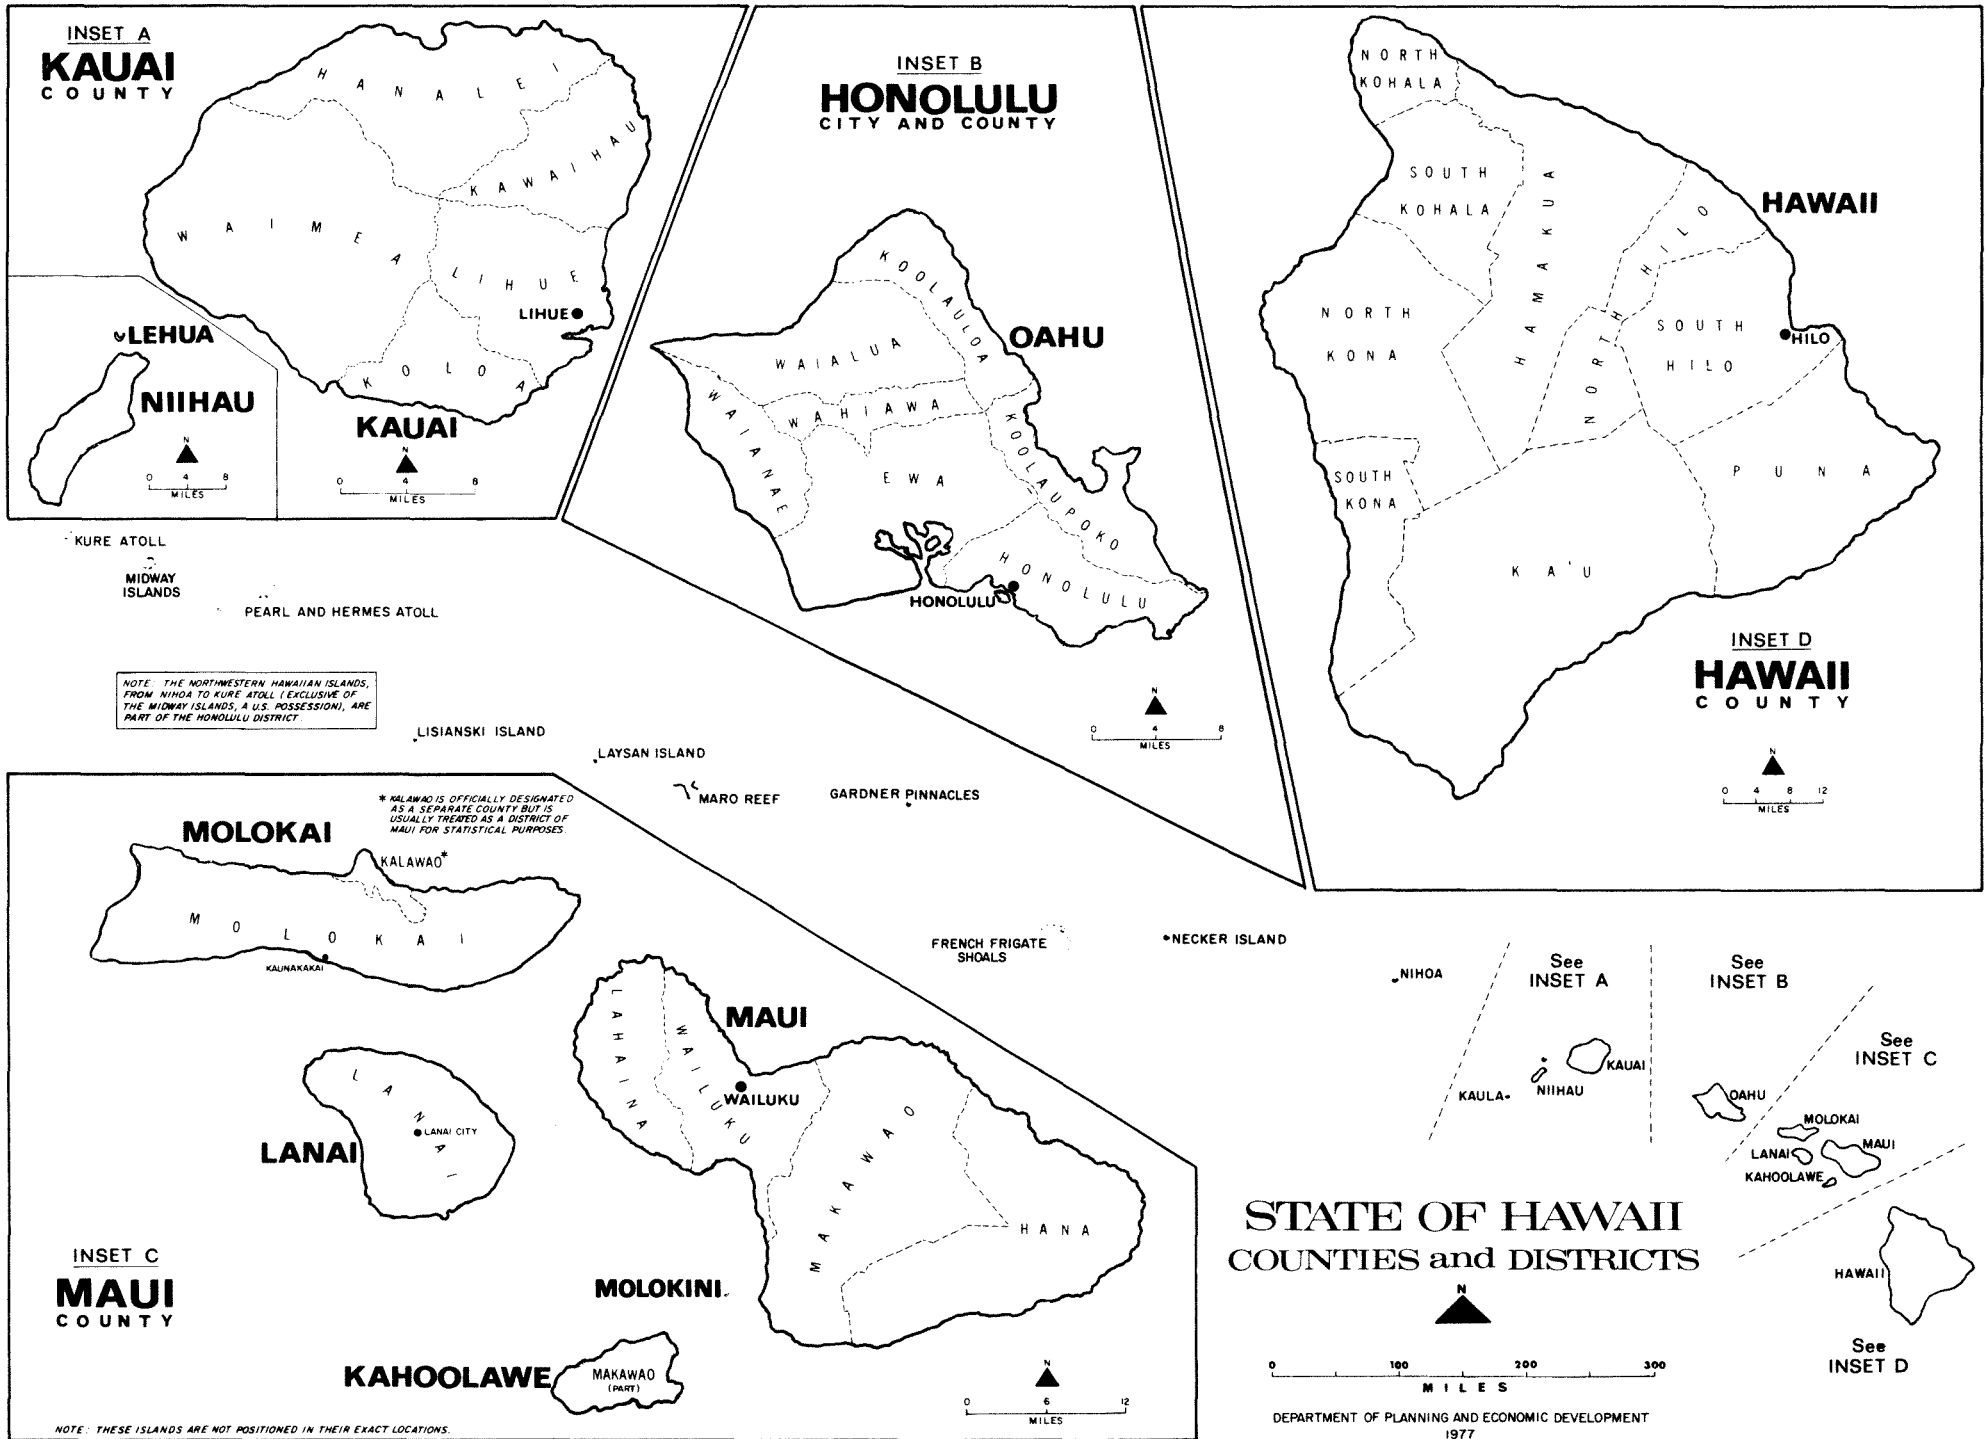 INSET A
KAUAI
COUNTY
HANALEI
KAWAIHAU
WAIMEA
LIHUE
LIHUE
KOLOA
KAUAI
N
0 4 8
MILES
LEHUA
NIIHAU
N
0 4 8
MILES
INSET B
HONOLULU
CITY AND COUNTY
KOOLAULOA
OAHU
WAIALUA
WAHIAWA
WAIANAE
KOOLAUPOKO
EWA
HONOLULU
HONOLULU
N
0 4 8
MILES
NORTH
KOHALA
SOUTH
KOHALA
HAMAKUA
HAWAII
NORTH HILO
NORTH
KONA
SOUTH
HILO
HILO
SOUTH
KONA
PUNA
KA'U
INSET D
HAWAII
COUNTY
N
0 4 8 12
MILES
KURE ATOLL
MIDWAY
ISLANDS
PEARL AND HERMES ATOLL
NOTE: THE NORTHWESTERN HAWAIIAN ISLANDS,
FROM NIHOA TO KURE ATOLL (EXCLUSIVE OF
THE MIDWAY ISLANDS, A U.S. POSSESSION), ARE
PART OF THE HONOLULU DISTRICT.
LISIANSKI ISLAND
LAYSAN ISLAND
MARO REEF
GARDNER PINNACLES
FRENCH FRIGATE
SHOALS
NECKER ISLAND
NIHOA
* KALAWAO IS OFFICIALLY DESIGNATED
AS A SEPARATE COUNTY BUT IS
USUALLY TREATED AS A DISTRICT OF
MAUI FOR STATISTICAL PURPOSES.
MOLOKAI
KALAWAO*
MOLOKAI
KAUNAKAKAI
MAUI
LAHAINA
WAILUKU
WAILUKU
MAKAWAO
HANA
LANAI
LANAI CITY
LANAI
INSET C
MAUI
COUNTY
MOLOKINI
KAHOOLAWE
MAKAWAO
(PART)
N
0 6 12
MILES
NOTE: THESE ISLANDS ARE NOT POSITIONED IN THEIR EXACT LOCATIONS.
See
INSET A
See
INSET B
See
INSET C
KAUAI
NIIHAU
KAULA
OAHU
MOLOKAI
MAUI
LANAI
KAHOOLAWE
HAWAII
See
INSET D
STATE OF HAWAII
COUNTIES and DISTRICTS
N
0 100 200 300
MILES
DEPARTMENT OF PLANNING AND ECONOMIC DEVELOPMENT
1977